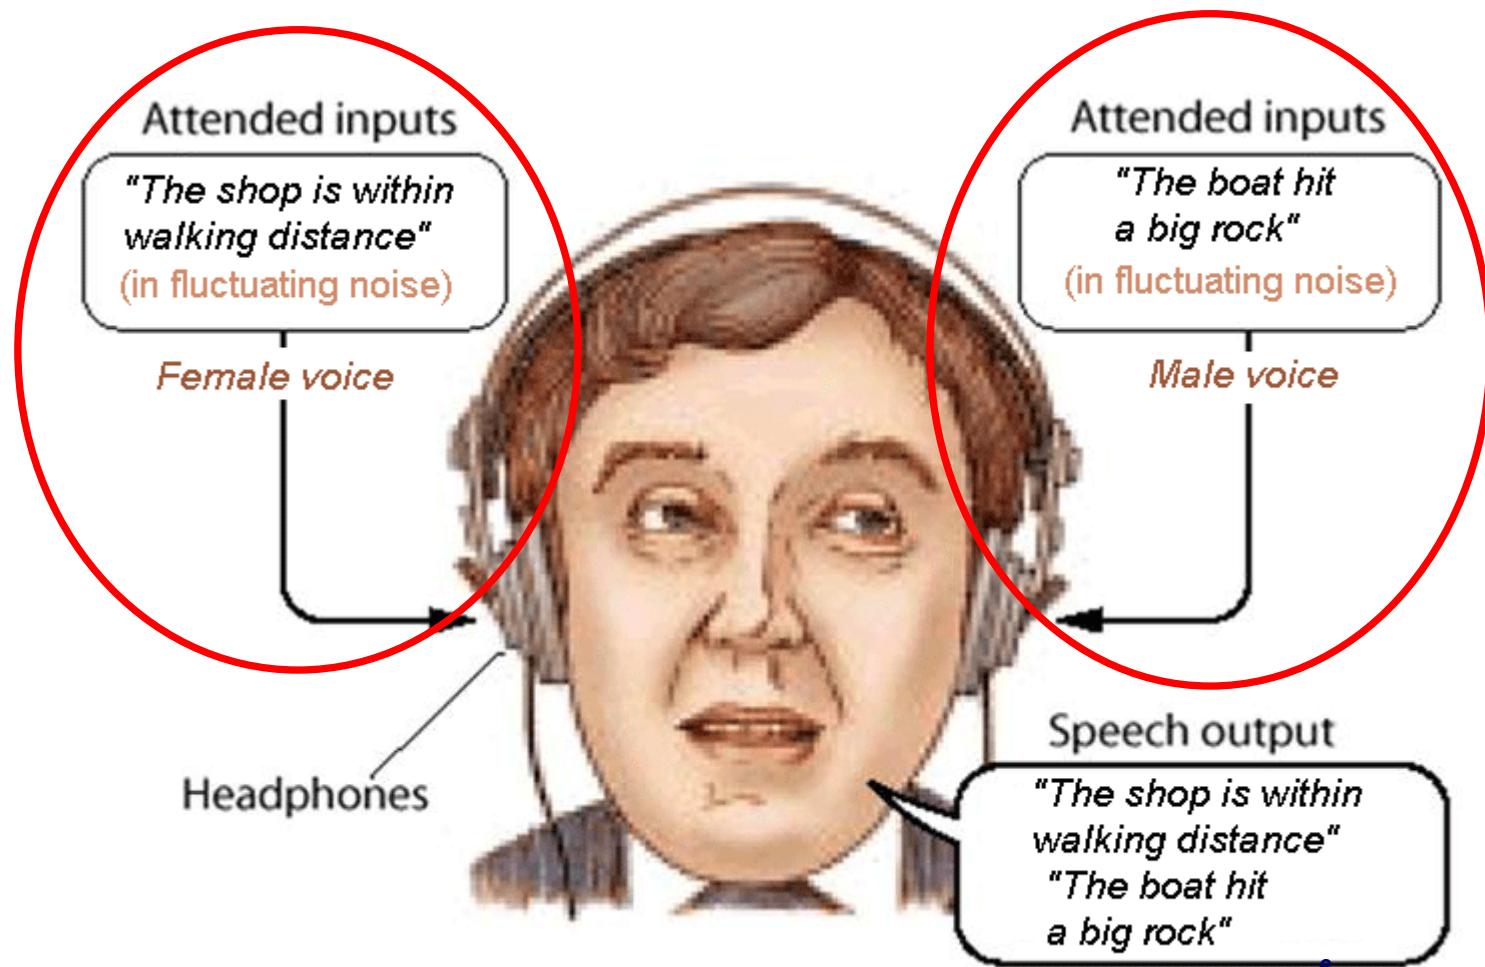 Attended inputs
"The shop is within
walking distance"
(in fluctuating noise)
Female voice
Attended inputs
"The boat hit
a big rock"
(in fluctuating noise)
Male voice
Headphones
Speech output
"The shop is within
walking distance"
"The boat hit
a big rock"